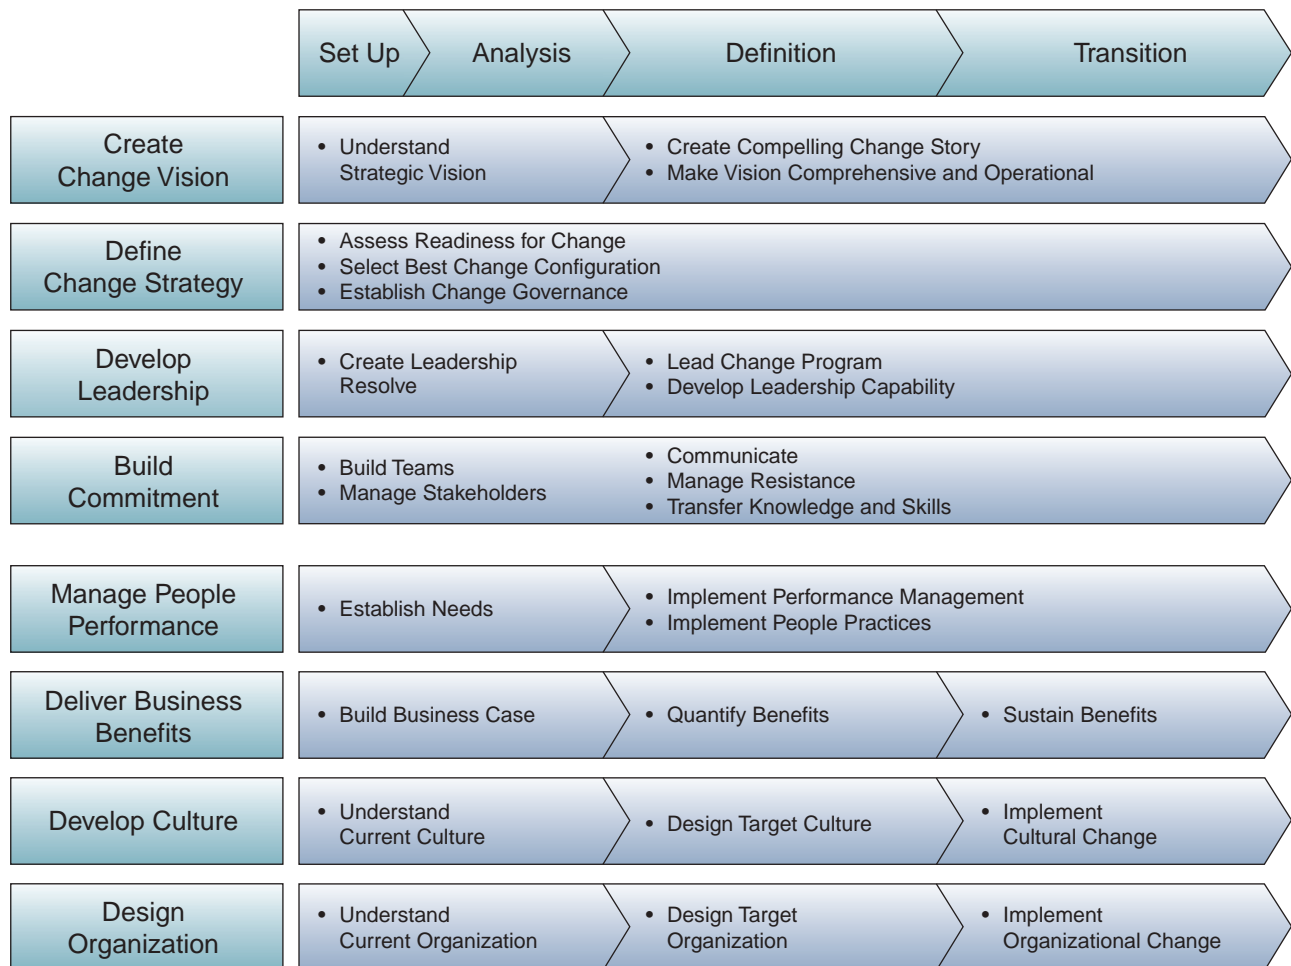 Set Up
Analysis
Definition
Transition
Create
Change Vision
• Understand
Strategic Vision
• Create Compelling Change Story
• Make Vision Comprehensive and Operational
Define
Change Strategy
• Assess Readiness for Change
• Select Best Change Configuration
• Establish Change Governance
Develop
Leadership
• Create Leadership
Resolve
• Lead Change Program
• Develop Leadership Capability
Build
Commitment
• Build Teams
• Manage Stakeholders
• Communicate
• Manage Resistance
• Transfer Knowledge and Skills
Manage People
Performance
• Establish Needs
• Implement Performance Management
• Implement People Practices
Deliver Business
Benefits
• Build Business Case
• Quantify Benefits
• Sustain Benefits
Develop Culture
• Understand
Current Culture
• Design Target Culture
• Implement
Cultural Change
Design
Organization
• Understand
Current Organization
• Design Target
Organization
• Implement
Organizational Change